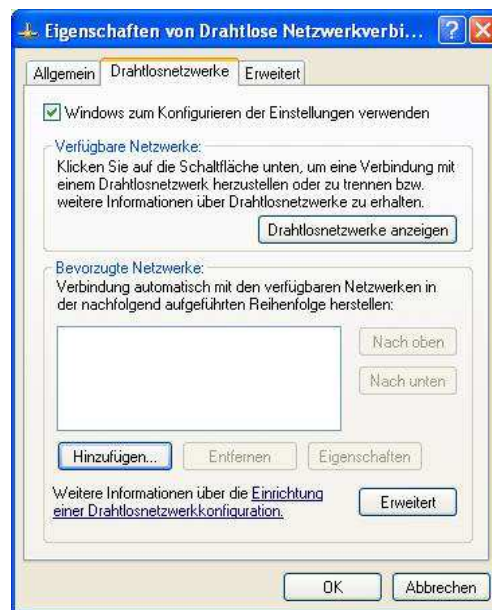 Eigenschaften von Drahtlose Netzwerkverbi...
Allgemein Drahtlosnetzwerke Erweitert
Windows zum Konfigurieren der Einstellungen verwenden
Verfügbare Netzwerke:
Klicken Sie auf die Schaltfläche unten, um eine Verbindung mit
einem Drahtlosnetzwerk herzustellen oder zu trennen bzw.
weitere Informationen über Drahtlosnetzwerke zu erhalten.
Drahtlosnetzwerke anzeigen
Bevorzugte Netzwerke:
Verbindung automatisch mit den verfügbaren Netzwerken in
der nachfolgend aufgeführten Reihenfolge herstellen:
Nach oben
Nach unten
Hinzufügen... Entfernen Eigenschaften
Weitere Informationen über die Einrichtung
einer Drahtlosnetzwerkkonfiguration.
Erweitert
OK Abbrechen